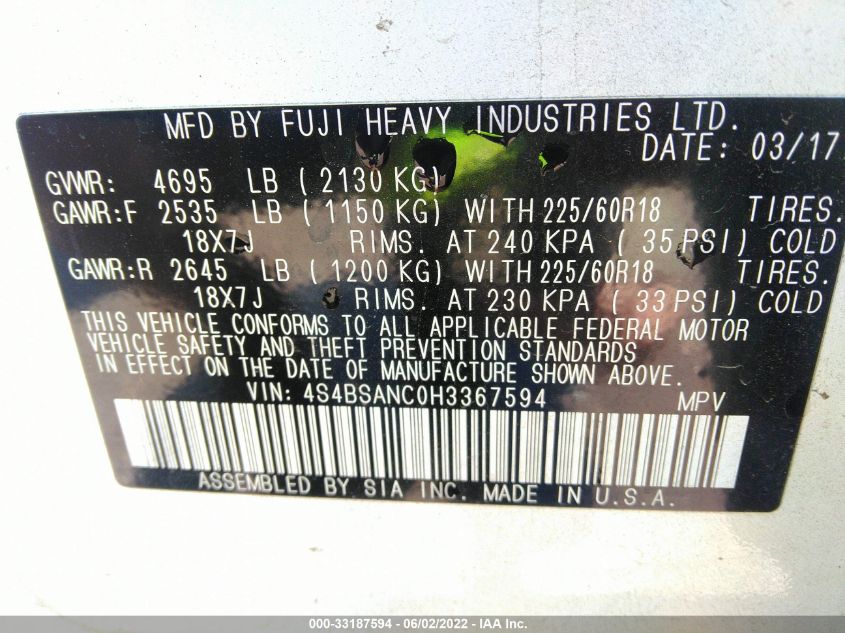 MFD BY FUJI HEAVY INDUSTRIES LTD.
DATE: 03/17
GVWR: 4695 LB ( 2130 KG)
GAWR:F 2535 LB ( 1150 KG) WITH 225/60R18 TIRES.
18X7J RIMS. AT 240 KPA ( 35 PSI) COLD
GAWR:R 2645 LB ( 1200 KG) WITH 225/60R18 TIRES.
18X7J RIMS. AT 230 KPA ( 33 PSI) COLD
THIS VEHICLE CONFORMS TO ALL APPLICABLE FEDERAL MOTOR
VEHICLE SAFETY AND THEFT PREVENTION STANDARDS
IN EFFECT ON THE DATE OF MANUFACTURE SHOWN ABOVE.
VIN: 4S4BSANC0H3367594 MPV
ASSEMBLED BY SIA INC. MADE IN U.S.A.
000-33187594 - 06/02/2022 - IAA Inc.